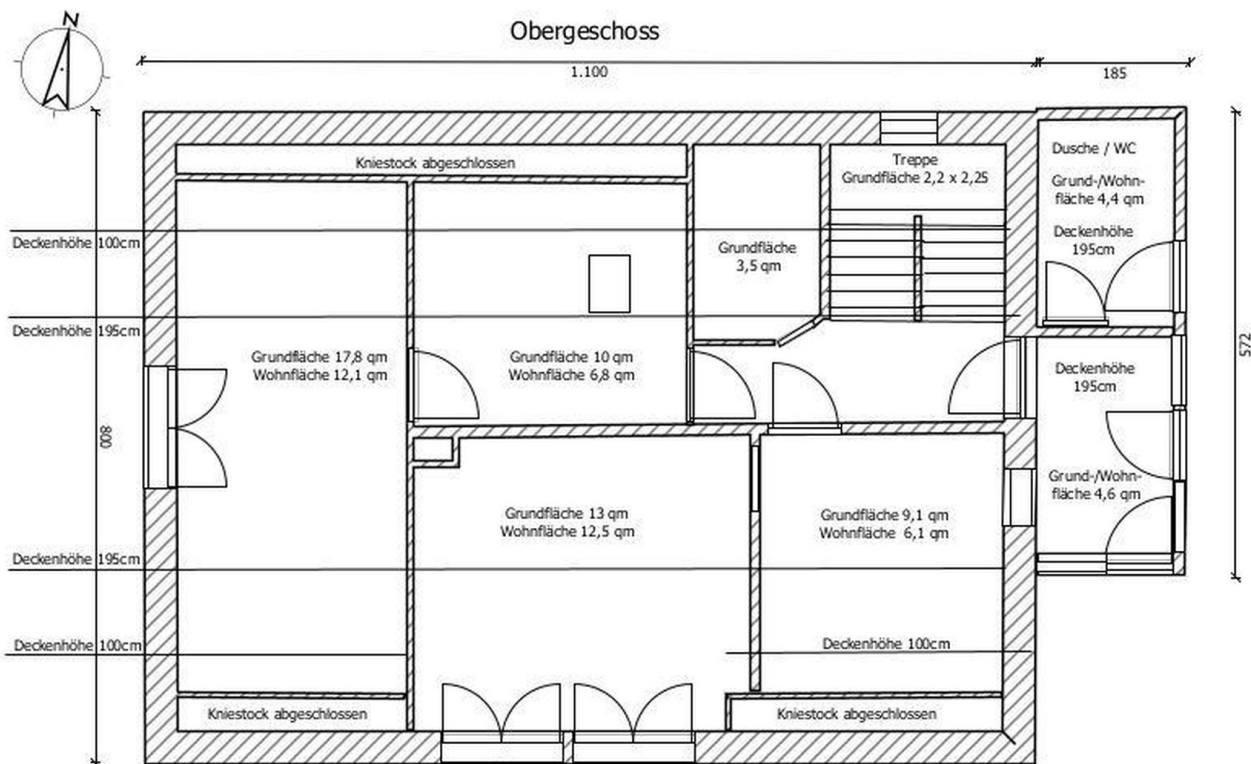 Obergeschoss
N
1.100
185
Kniestock abgeschlossen
Treppe
Grundfläche 2,2 x 2,25
Dusche / WC
Grund-/Wohn-
fläche 4,4 qm
Deckenhöhe
195cm
Deckenhöhe 100cm
Grundfläche
3,5 qm
Deckenhöhe 195cm
572
Grundfläche 17,8 qm
Wohnfläche 12,1 qm
Grundfläche 10 qm
Wohnfläche 6,8 qm
Deckenhöhe
195cm
800
Grund-/Wohn-
fläche 4,6 qm
Grundfläche 13 qm
Wohnfläche 12,5 qm
Grundfläche 9,1 qm
Wohnfläche 6,1 qm
Deckenhöhe 195cm
Deckenhöhe 100cm
Deckenhöhe 100cm
Kniestock abgeschlossen
Kniestock abgeschlossen